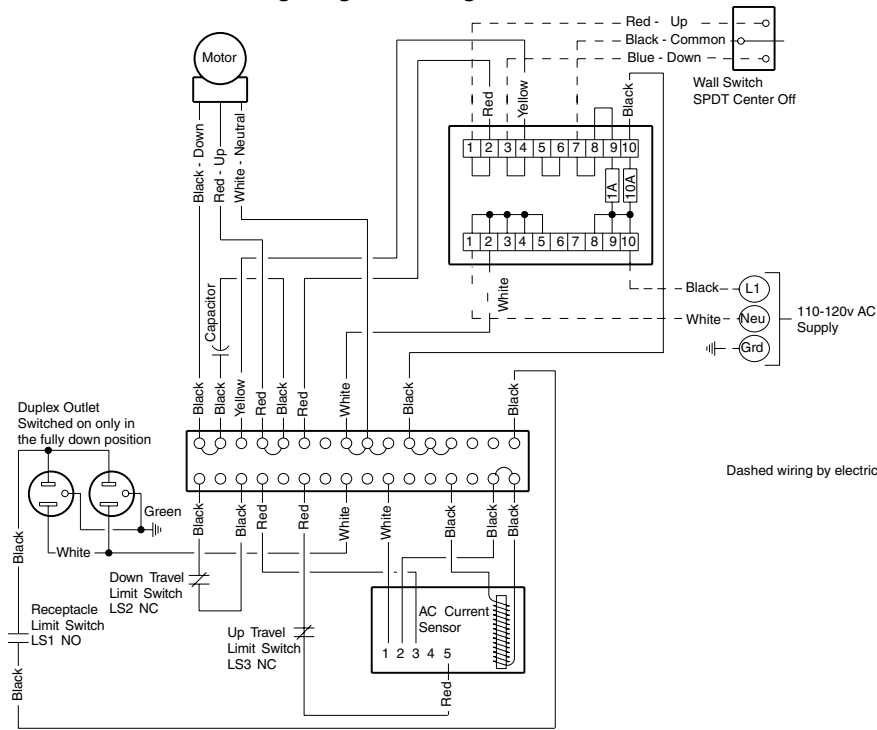 Motor
Black - Down
Red - Up
White - Neutral
Red - Up
Black - Common
Blue - Down
Wall Switch
SPDT Center Off
Red
Yellow
Black
1 2 3 4 5 6 7 8 9 10
1A
10A
1 2 3 4 5 6 7 8 9 10
White
Black
L1
White
Neu
Grd
110-120v AC
Supply
Capacitor
Black
Black
Yellow
Red
Black
Red
White
Black
Black
Duplex Outlet
Switched on only in
the fully down position
Dashed wiring by electric
Green
White
Black
Black
Black
Red
Red
White
White
Black
Black
Black
Down Travel
Limit Switch
LS2 NC
Receptacle
Limit Switch
LS1 NO
Up Travel
Limit Switch
LS3 NC
AC Current
Sensor
1 2 3 4 5
Red
Black